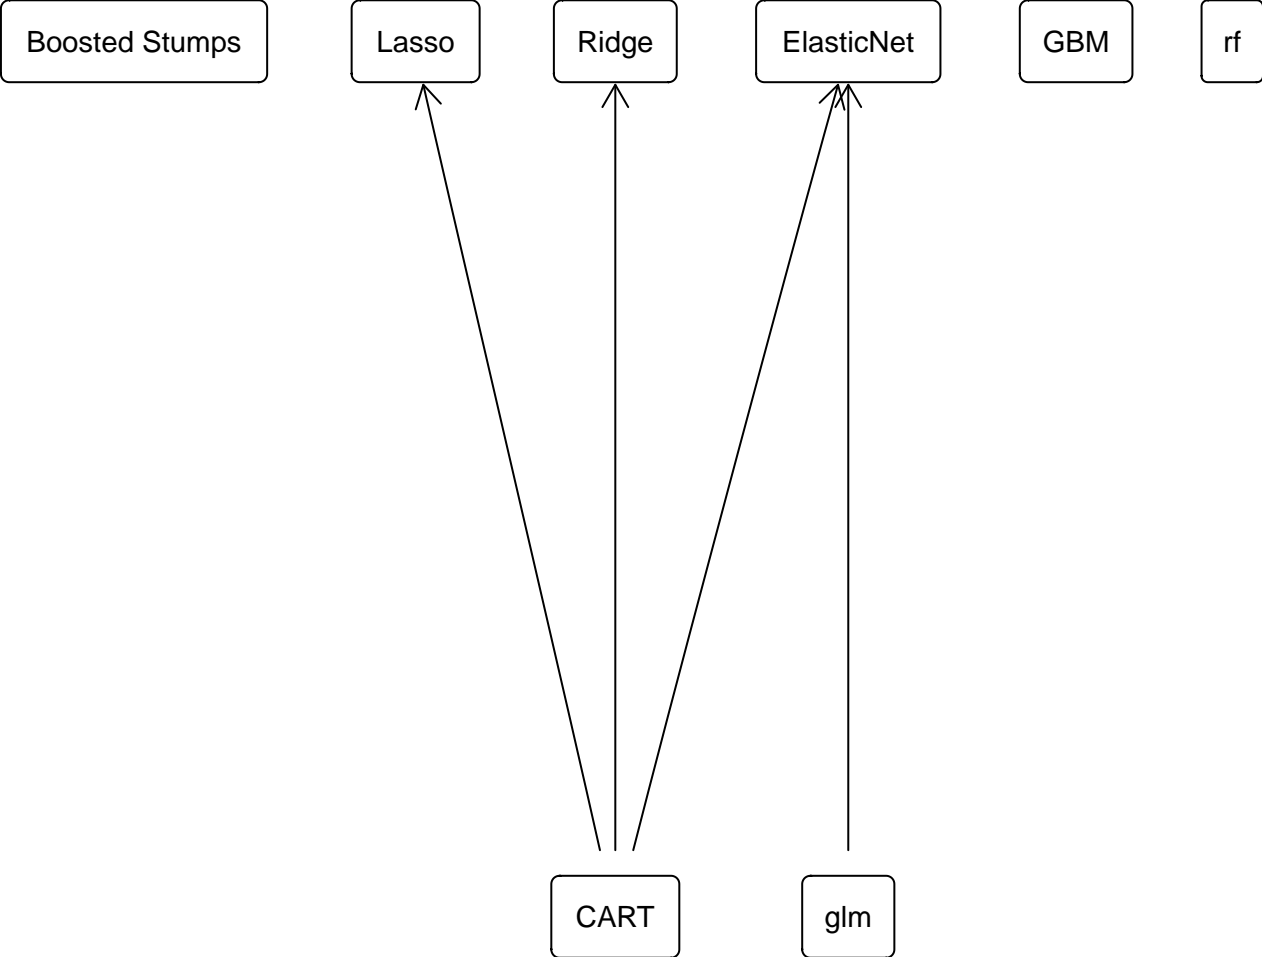 Boosted Stumps
Lasso
Ridge
ElasticNet
GBM
rf
CART
glm